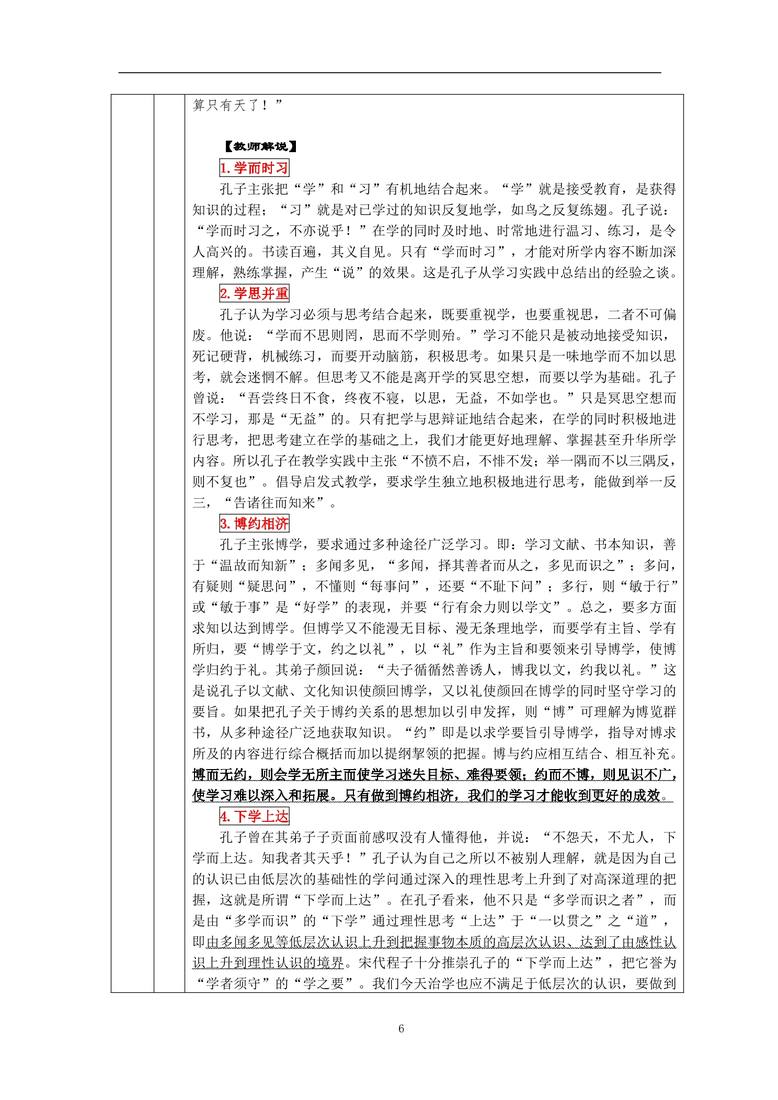 算只有天了！”
【教师解说】
1.学而时习
孔子主张把“学”和“习”有机地结合起来。“学”就是接受教育，是获得
知识的过程；“习”就是对已学过的知识反复地学，如鸟之反复练翅。孔子说：
“学而时习之，不亦说乎！”在学的同时及时地、时常地进行温习、练习，是令
人高兴的。书读百遍，其义自见。只有“学而时习”，才能对所学内容不断加深
理解，熟练掌握，产生“说”的效果。这是孔子从学习实践中总结出的经验之谈。
2.学思并重
孔子认为学习必须与思考结合起来，既要重视学，也要重视思，二者不可偏
废。他说：“学而不思则罔，思而不学则殆。”学习不能只是被动地接受知识，
死记硬背，机械练习，而要开动脑筋，积极思考。如果只是一味地学而不加以思
考，就会迷惘不解。但思考又不能是离开学的冥思空想，而要以学为基础。孔子
曾说：“吾尝终日不食，终夜不寝，以思，无益，不如学也。”只是冥思空想而
不学习，那是“无益”的。只有把学与思辩证地结合起来，在学的同时积极地进
行思考，把思考建立在学的基础之上，我们才能更好地理解、掌握甚至升华所学
内容。所以孔子在教学实践中主张“不愤不启，不悱不发；举一隅而不以三隅反，
则不复也”。倡导启发式教学，要求学生独立地积极地进行思考，能做到举一反
三，“告诸往而知来”。
3.博约相济
孔子主张博学，要求通过多种途径广泛学习。即：学习文献、书本知识，善
于“温故而知新”；多闻多见，“多闻，择其善者而从之，多见而识之”；多问，
有疑则“疑思问”，不懂则“每事问”，还要“不耻下问”；多行，则“敏于行”
或“敏于事”是“好学”的表现，并要“行有余力则以学文”。总之，要多方面
求知以达到博学。但博学又不能漫无目标、漫无条理地学，而要学有主旨、学有
所归，要“博学于文，约之以礼”，以“礼”作为主旨和要领来引导博学，使博
学归约于礼。其弟子颜回说：“夫子循循然善诱人，博我以文，约我以礼。”这
是说孔子以文献、文化知识使颜回博学，又以礼使颜回在博学的同时坚守学习的
要旨。如果把孔子关于博约关系的思想加以引申发挥，则“博”可理解为博览群
书，从多种途径广泛地获取知识。“约”即是以求学要旨引导博学，指导对博求
所及的内容进行综合概括而加以提纲挈领的把握。博与约应相互结合、相互补充。
博而无约，则会学无所主而使学习迷失目标、难得要领；约而不博，则见识不广，
使学习难以深入和拓展。只有做到博约相济，我们的学习才能收到更好的成效。
4.下学上达
孔子曾在其弟子子页面前感叹没有人懂得他，并说：“不怨天，不尤人，下
学而上达。知我者其天乎！”孔子认为自己之所以不被别人理解，就是因为自己
的认识已由低层次的基础性的学问通过深入的理性思考上升到了对高深道理的把
握，这就是所谓“下学而上达”。在孔子看来，他不只是“多学而识之者”，而
是由“多学而识”的“下学”通过理性思考“上达”于“一以贯之”之“道”，
即由多闻多见等低层次认识上升到把握事物本质的高层次认识、达到了由感性认
识上升到理性认识的境界。宋代程子十分推崇孔子的“下学而上达”，把它誉为
“学者须守”的“学之要”。我们今天治学也应不满足于低层次的认识，要做到
6